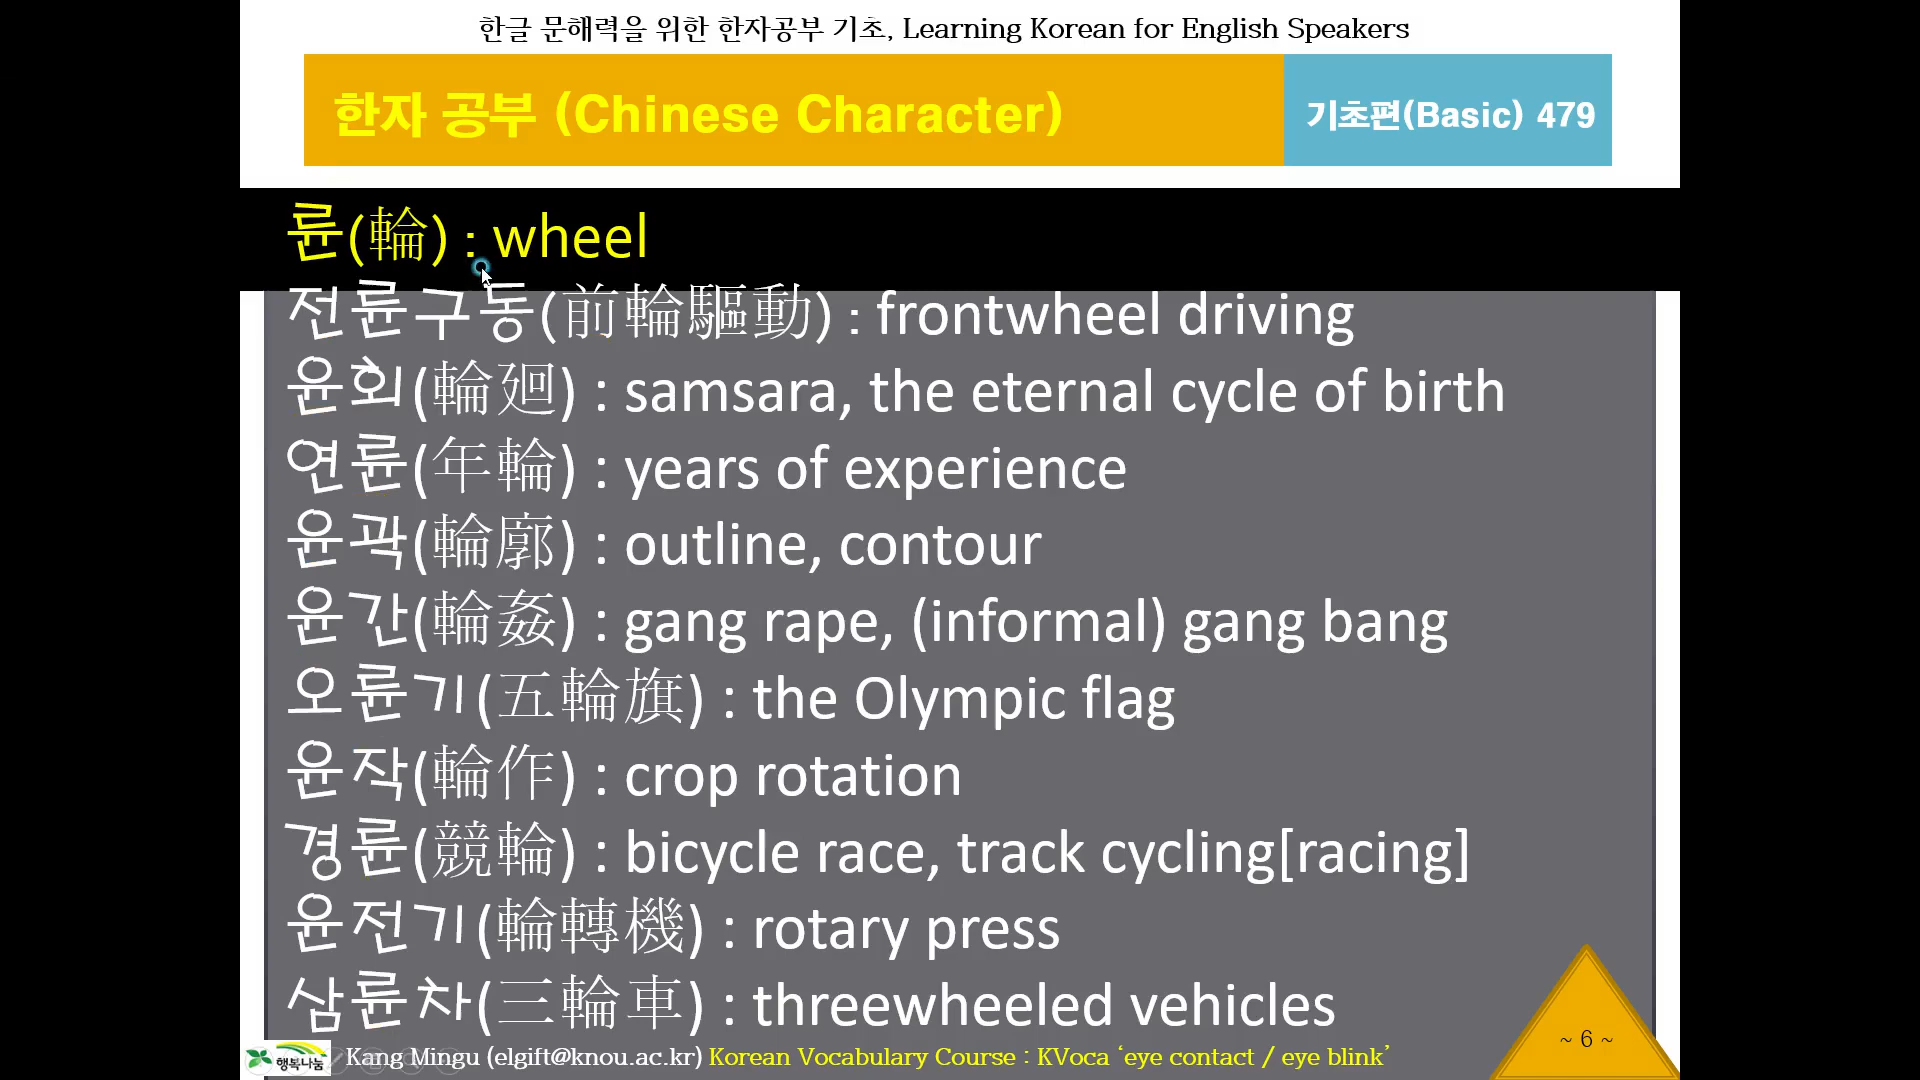 한글 문해력을 위한 한자공부 기초, Learning Korean for English Speakers
한자 공부 (Chinese Character)
기초편(Basic) 479
륜(輪) : wheel
전륜구동(前輪驅動) : frontwheel driving
윤회(輪廻) : samsara, the eternal cycle of birth
연륜(年輪) : years of experience
윤곽(輪廓) : outline, contour
윤간(輪姦) : gang rape, (informal) gang bang
오륜기(五輪旗) : the Olympic flag
윤작(輪作) : crop rotation
경륜(競輪) : bicycle race, track cycling[racing]
윤전기(輪轉機) : rotary press
삼륜차(三輪車) : threewheeled vehicles
~ 6 ~
행복나눔
Kang Mingu (elgift@knou.ac.kr) Korean Vocabulary Course : KVoca ‘eye contact / eye blink’